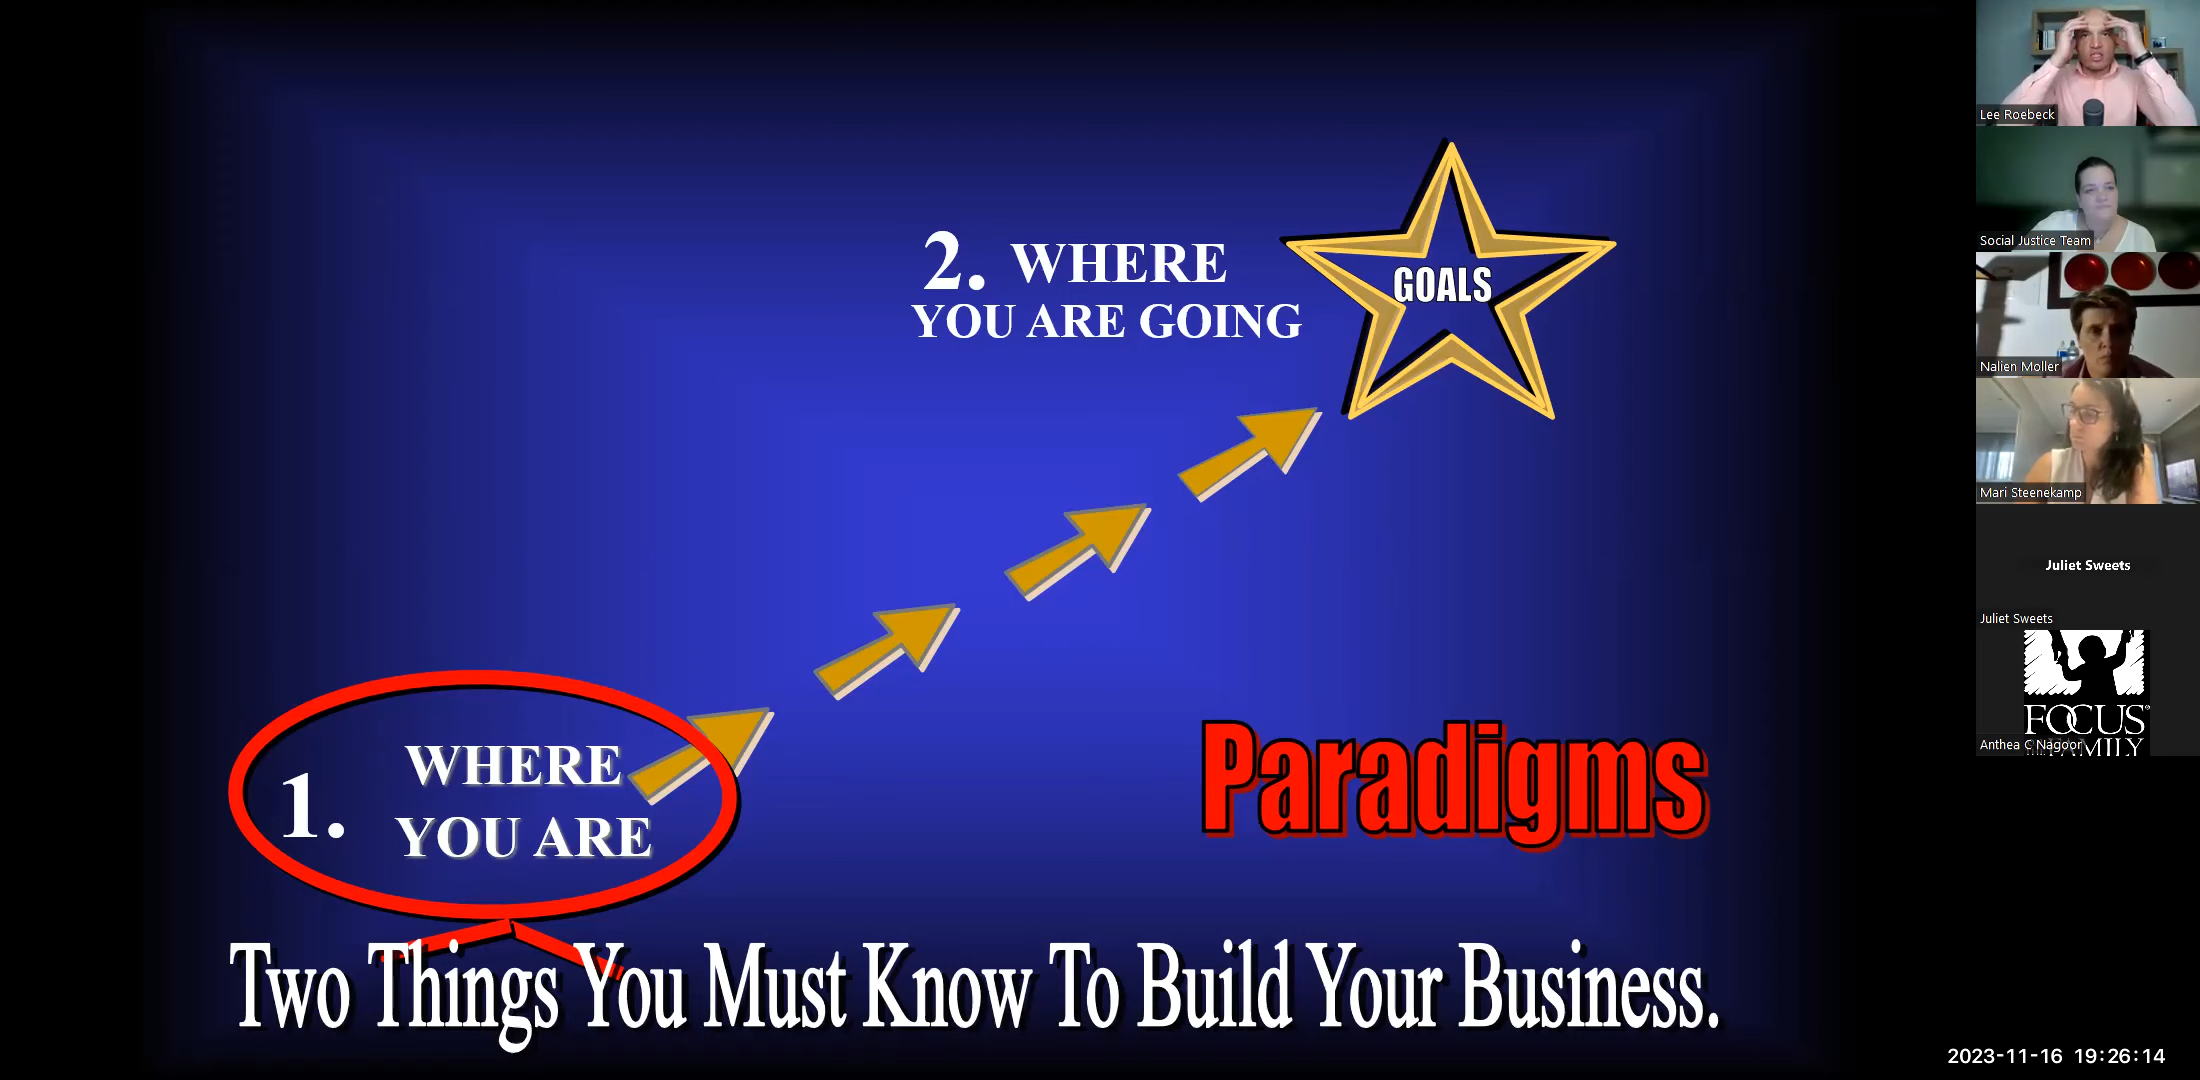 2. WHERE
YOU ARE GOING
GOALS
1. WHERE
YOU ARE
Paradigms
Two Things You Must Know To Build Your Business.
Lee Roebeck
Social Justice Team
Nalien Moller
Mari Steenekamp
Juliet Sweets
Juliet Sweets
FOCUS
FAMILY
Anthea C Nagoor
2023-11-16 19:26:14